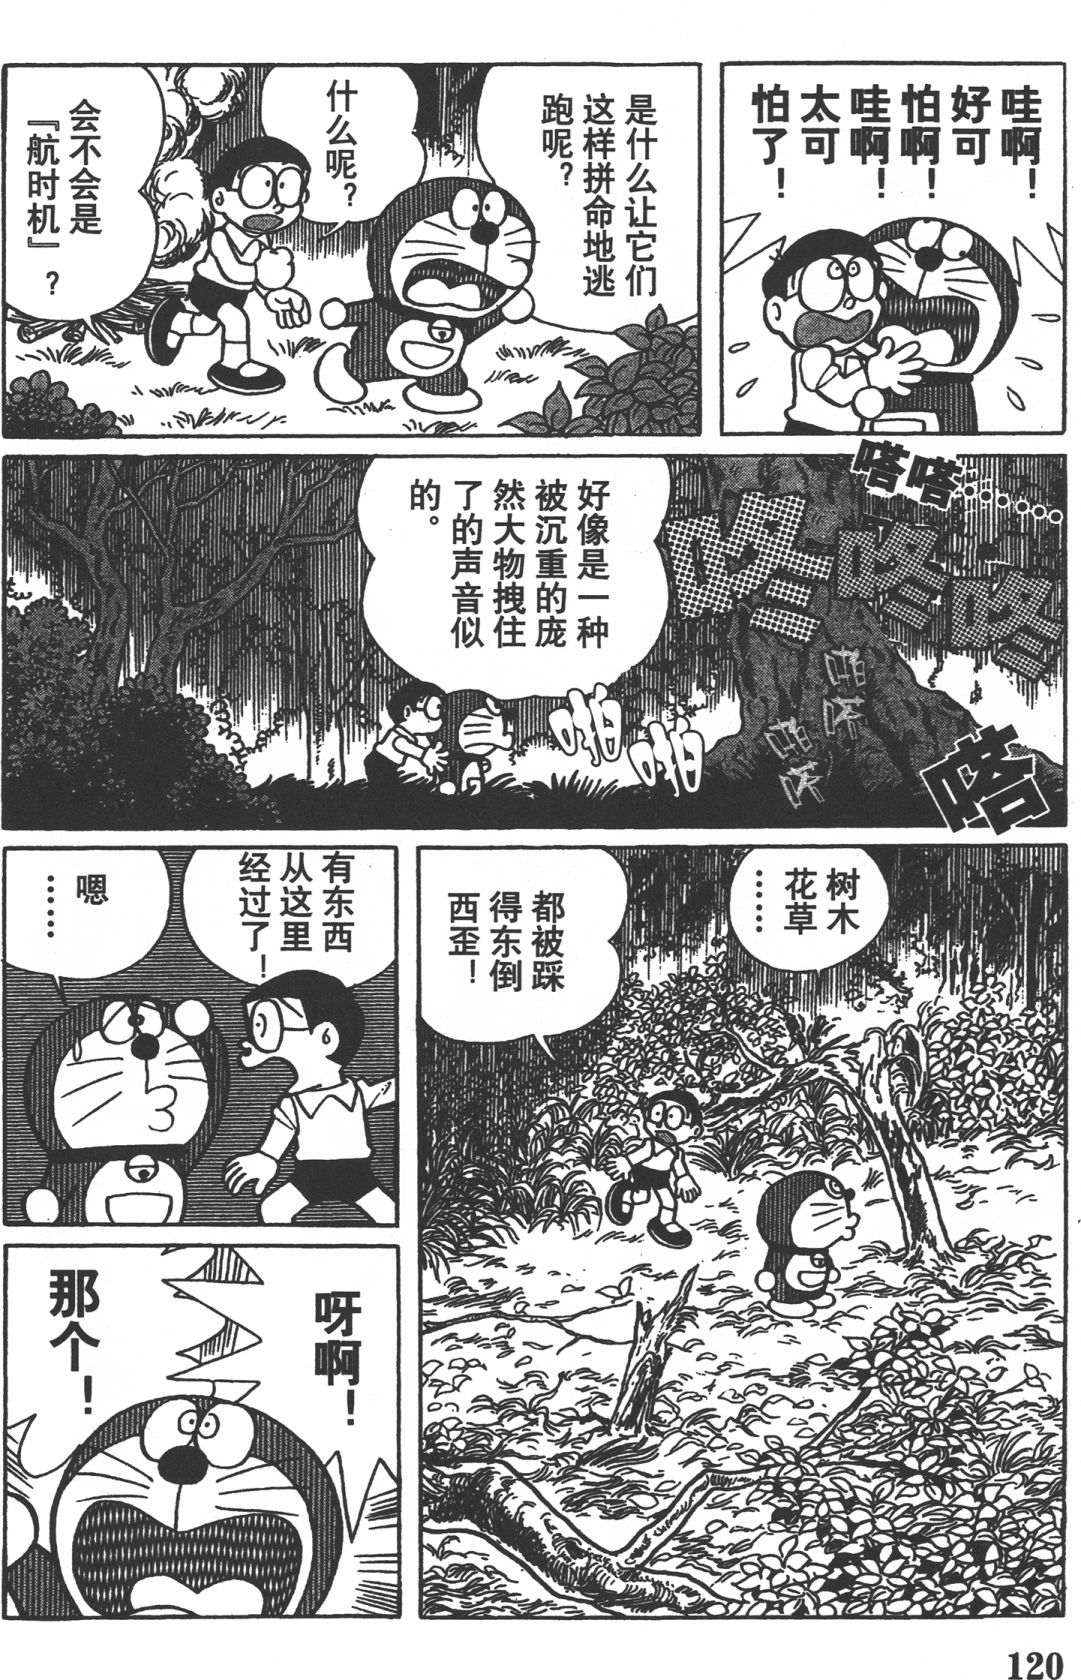 哇啊！
好可
怕啊！
哇啊！
太可
怕了！
是什么让它们
这样拼命地逃
跑呢？
什么呢？
会不会是
『航时机』？
嗒嗒……
咚咚咚
嗒
啪啪
好像是一种
被沉重的庞
然大物拽住
了的声音似
的。
树木
花草
……
都被踩
得东倒
西歪！
有东西
从这里
经过了！
嗯
……
呀啊！
那个！
120